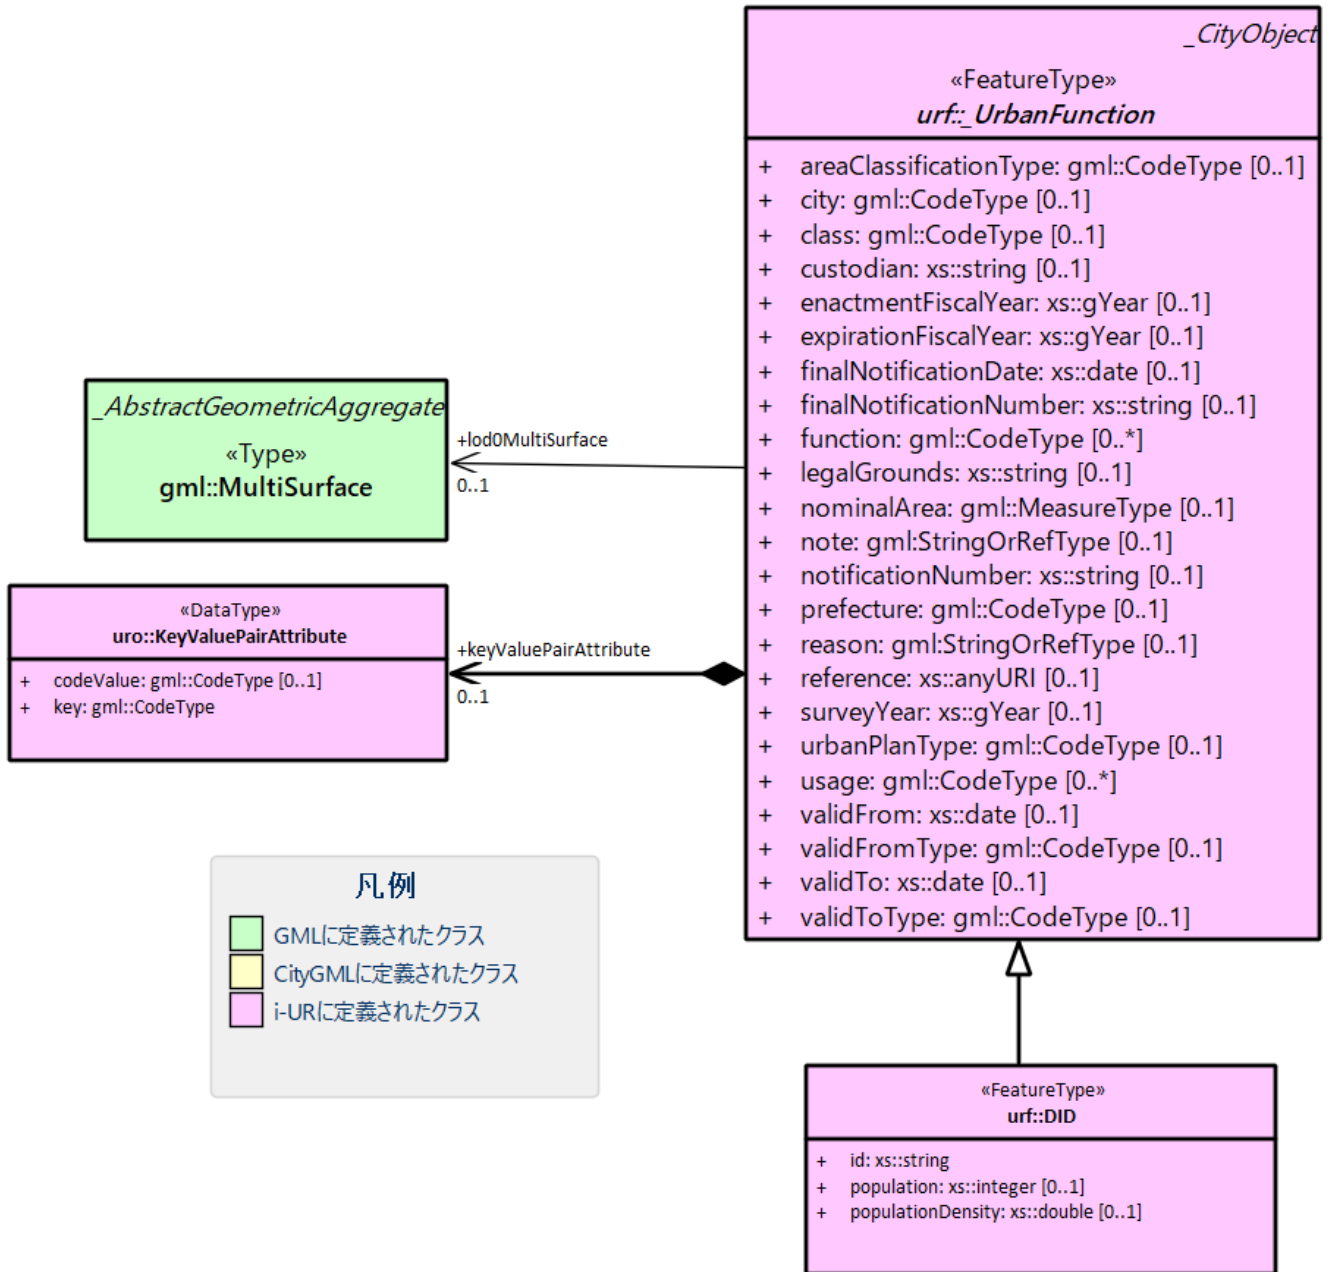 _CityObject
«FeatureType»
urf::_UrbanFunction
+ areaClassificationType: gml::CodeType [0..1]
+ city: gml::CodeType [0..1]
+ class: gml::CodeType [0..1]
+ custodian: xs::string [0..1]
+ enactmentFiscalYear: xs::gYear [0..1]
+ expirationFiscalYear: xs::gYear [0..1]
+ finalNotificationDate: xs::date [0..1]
+ finalNotificationNumber: xs::string [0..1]
+ function: gml::CodeType [0..*]
+ legalGrounds: xs::string [0..1]
+ nominalArea: gml::MeasureType [0..1]
+ note: gml:StringOrRefType [0..1]
+ notificationNumber: xs::string [0..1]
+ prefecture: gml::CodeType [0..1]
+ reason: gml:StringOrRefType [0..1]
+ reference: xs::anyURI [0..1]
+ surveyYear: xs::gYear [0..1]
+ urbanPlanType: gml::CodeType [0..1]
+ usage: gml::CodeType [0..*]
+ validFrom: xs::date [0..1]
+ validFromType: gml::CodeType [0..1]
+ validTo: xs::date [0..1]
+ validToType: gml::CodeType [0..1]
_AbstractGeometricAggregate
«Type»
gml::MultiSurface
+lod0MultiSurface
0..1
«DataType»
uro::KeyValuePairAttribute
+ codeValue: gml::CodeType [0..1]
+ key: gml::CodeType
+keyValuePairAttribute
0..1
凡例
GMLに定義されたクラス
CityGMLに定義されたクラス
i-URに定義されたクラス
«FeatureType»
urf::DID
+ id: xs::string
+ population: xs::integer [0..1]
+ populationDensity: xs::double [0..1]